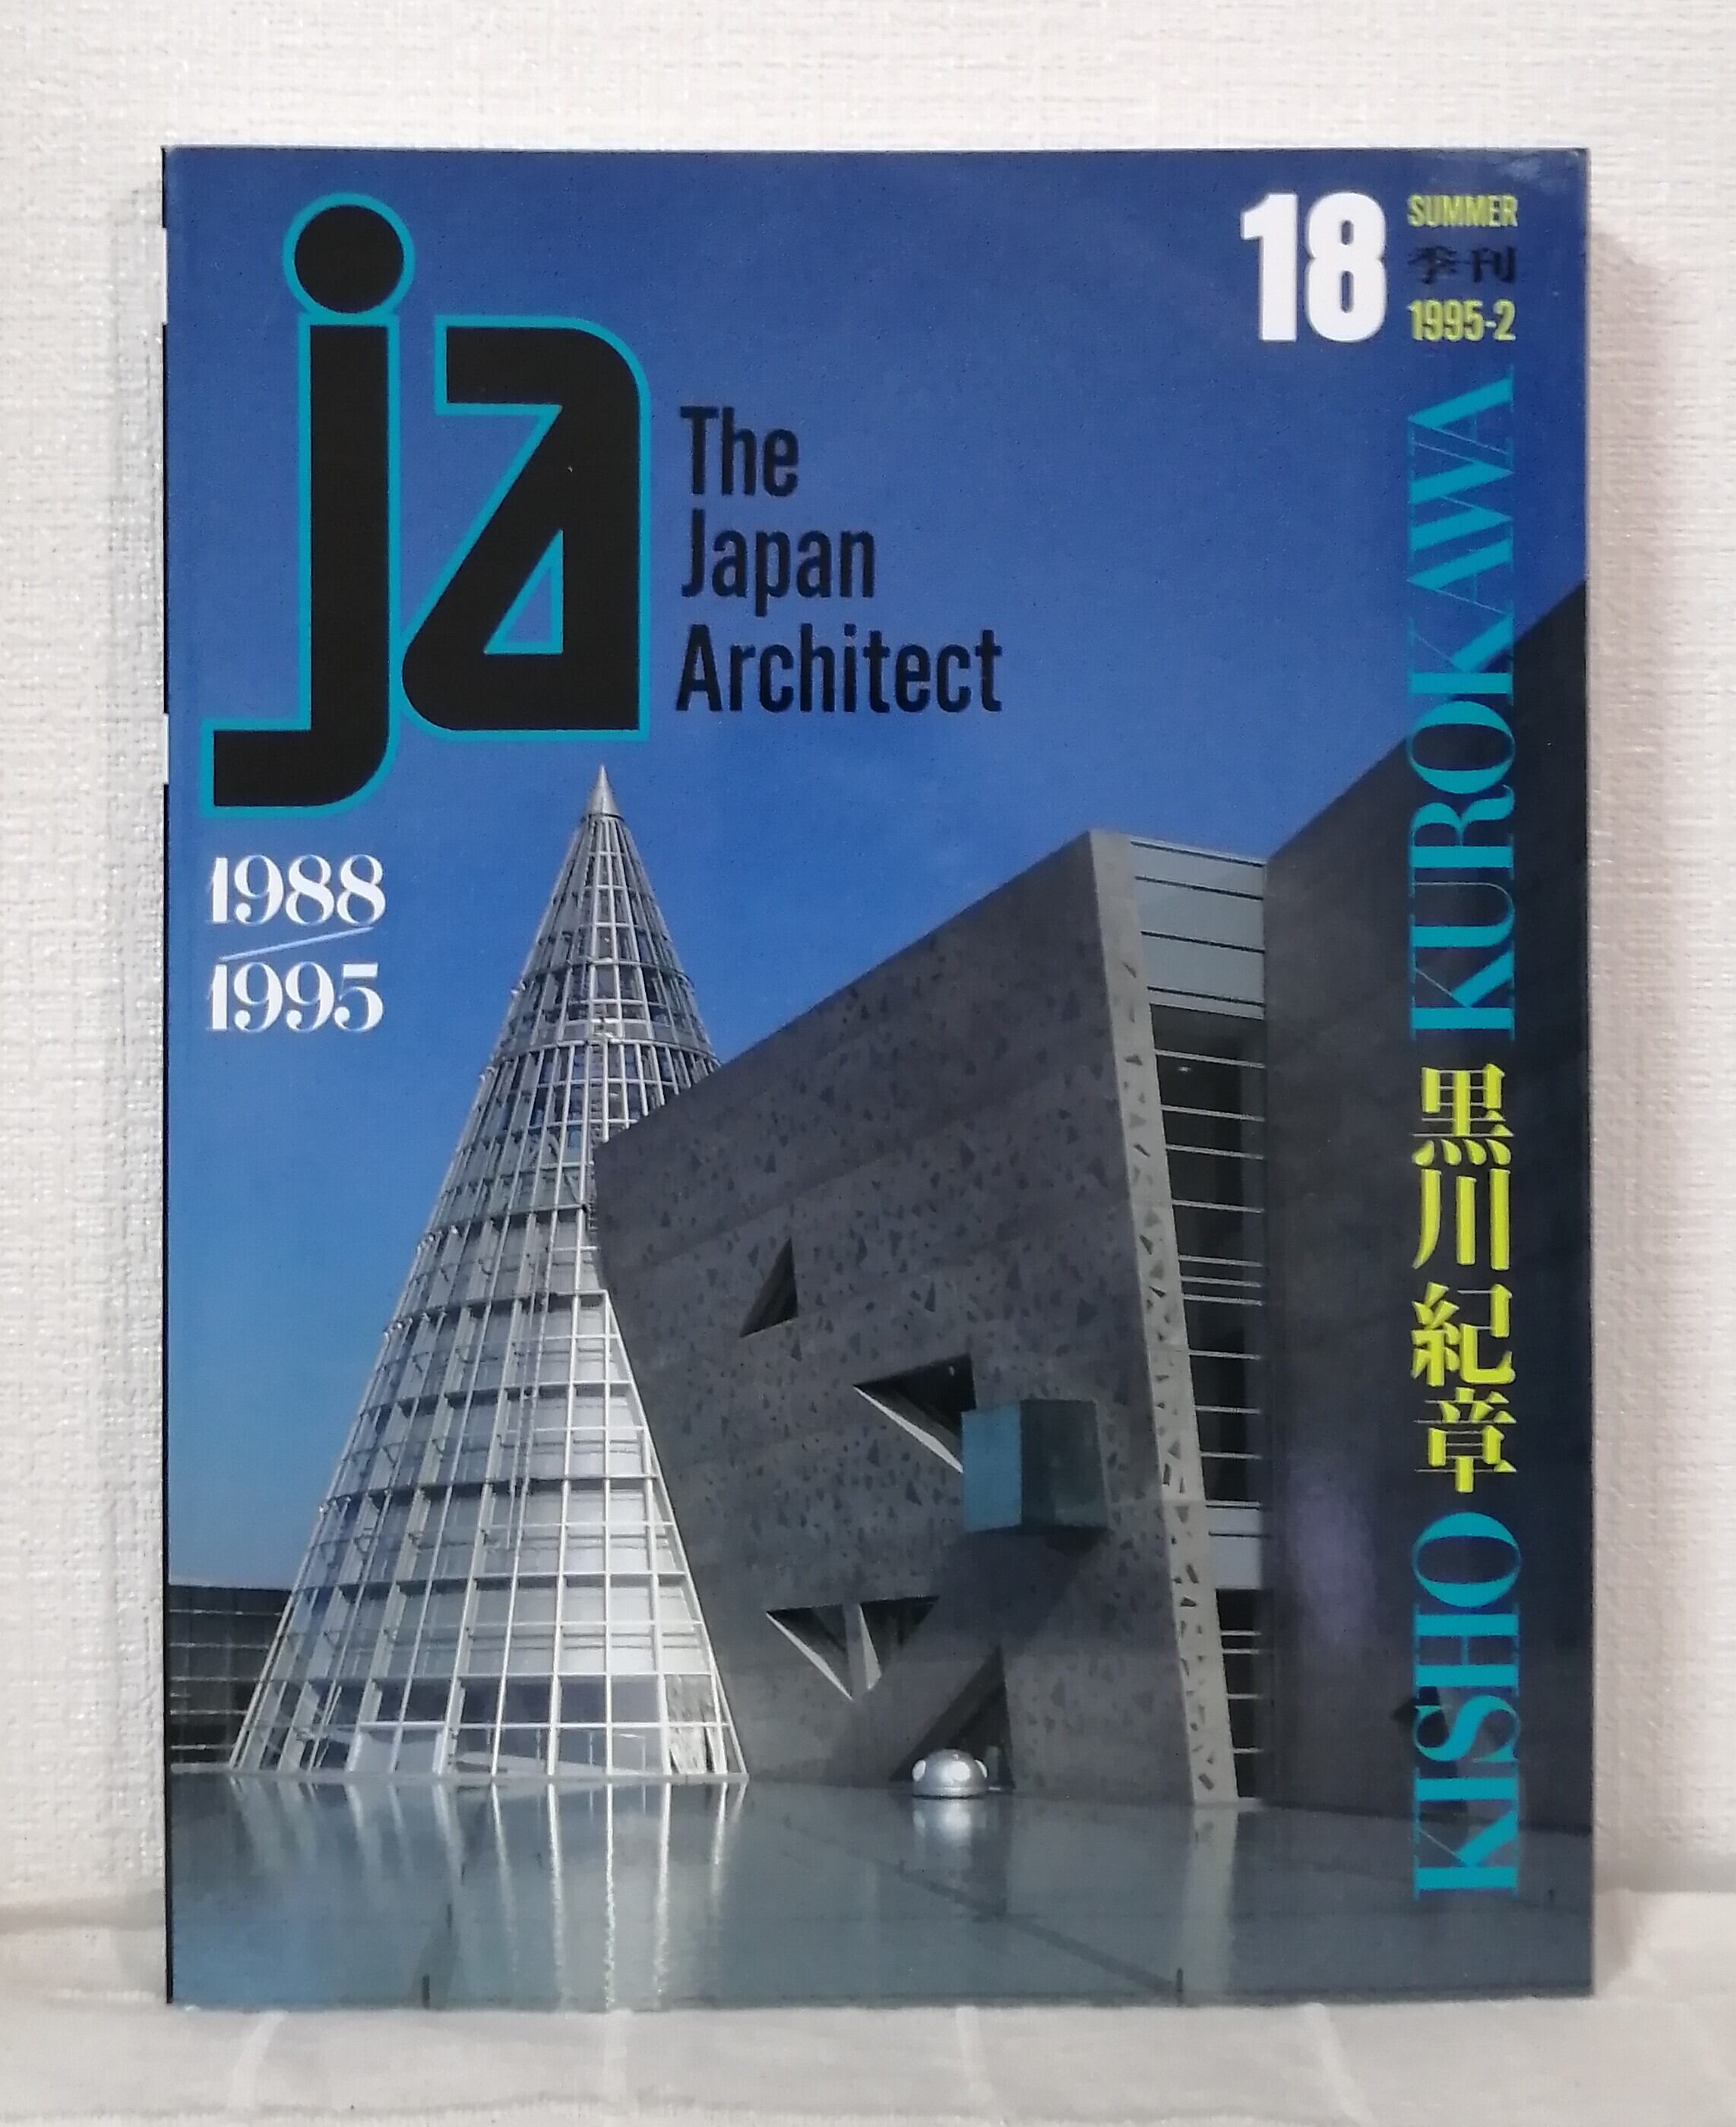 ja
The
Japan
Architect
18
SUMMER
季刊
1995-2
1988
1995
KISHO 黒川紀章 KUROKAWA